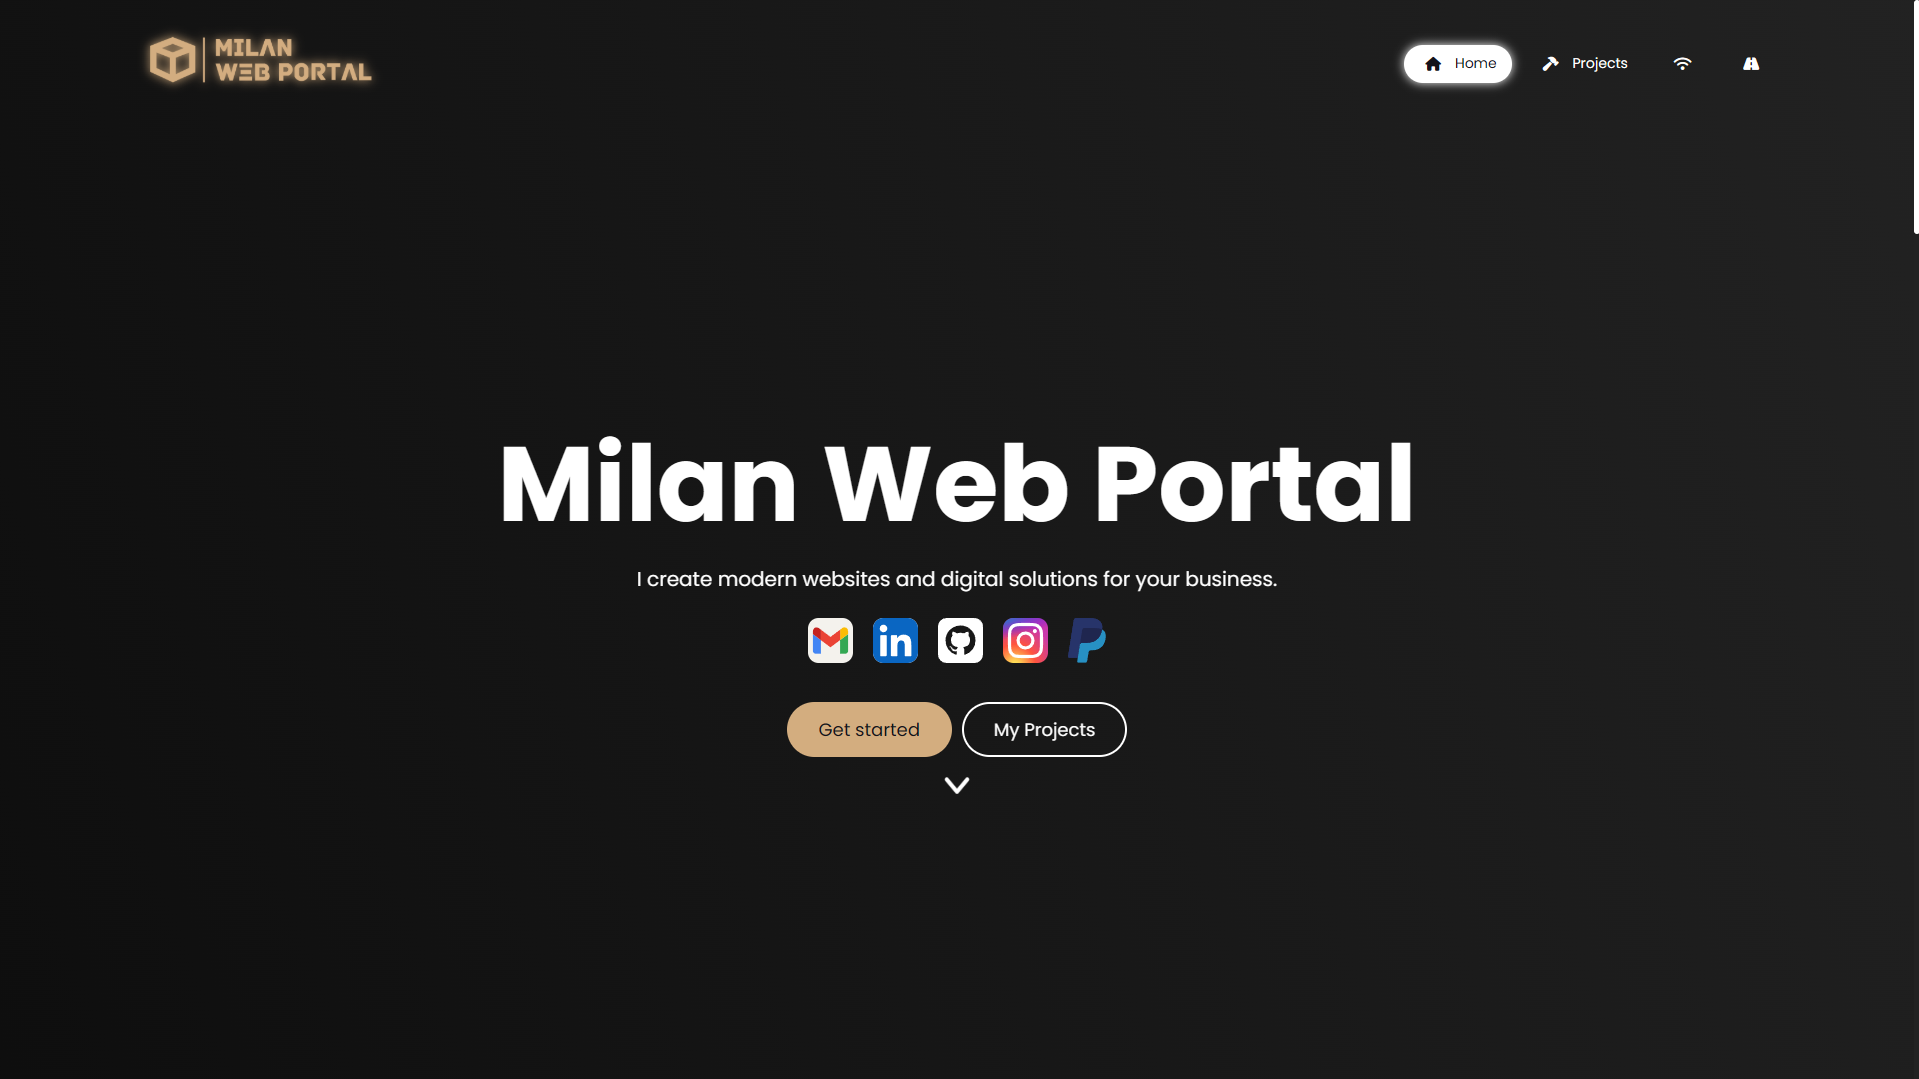 MILAN
WEB PORTAL
Home
Projects
Milan Web Portal
I create modern websites and digital solutions for your business.
in
Get started
My Projects